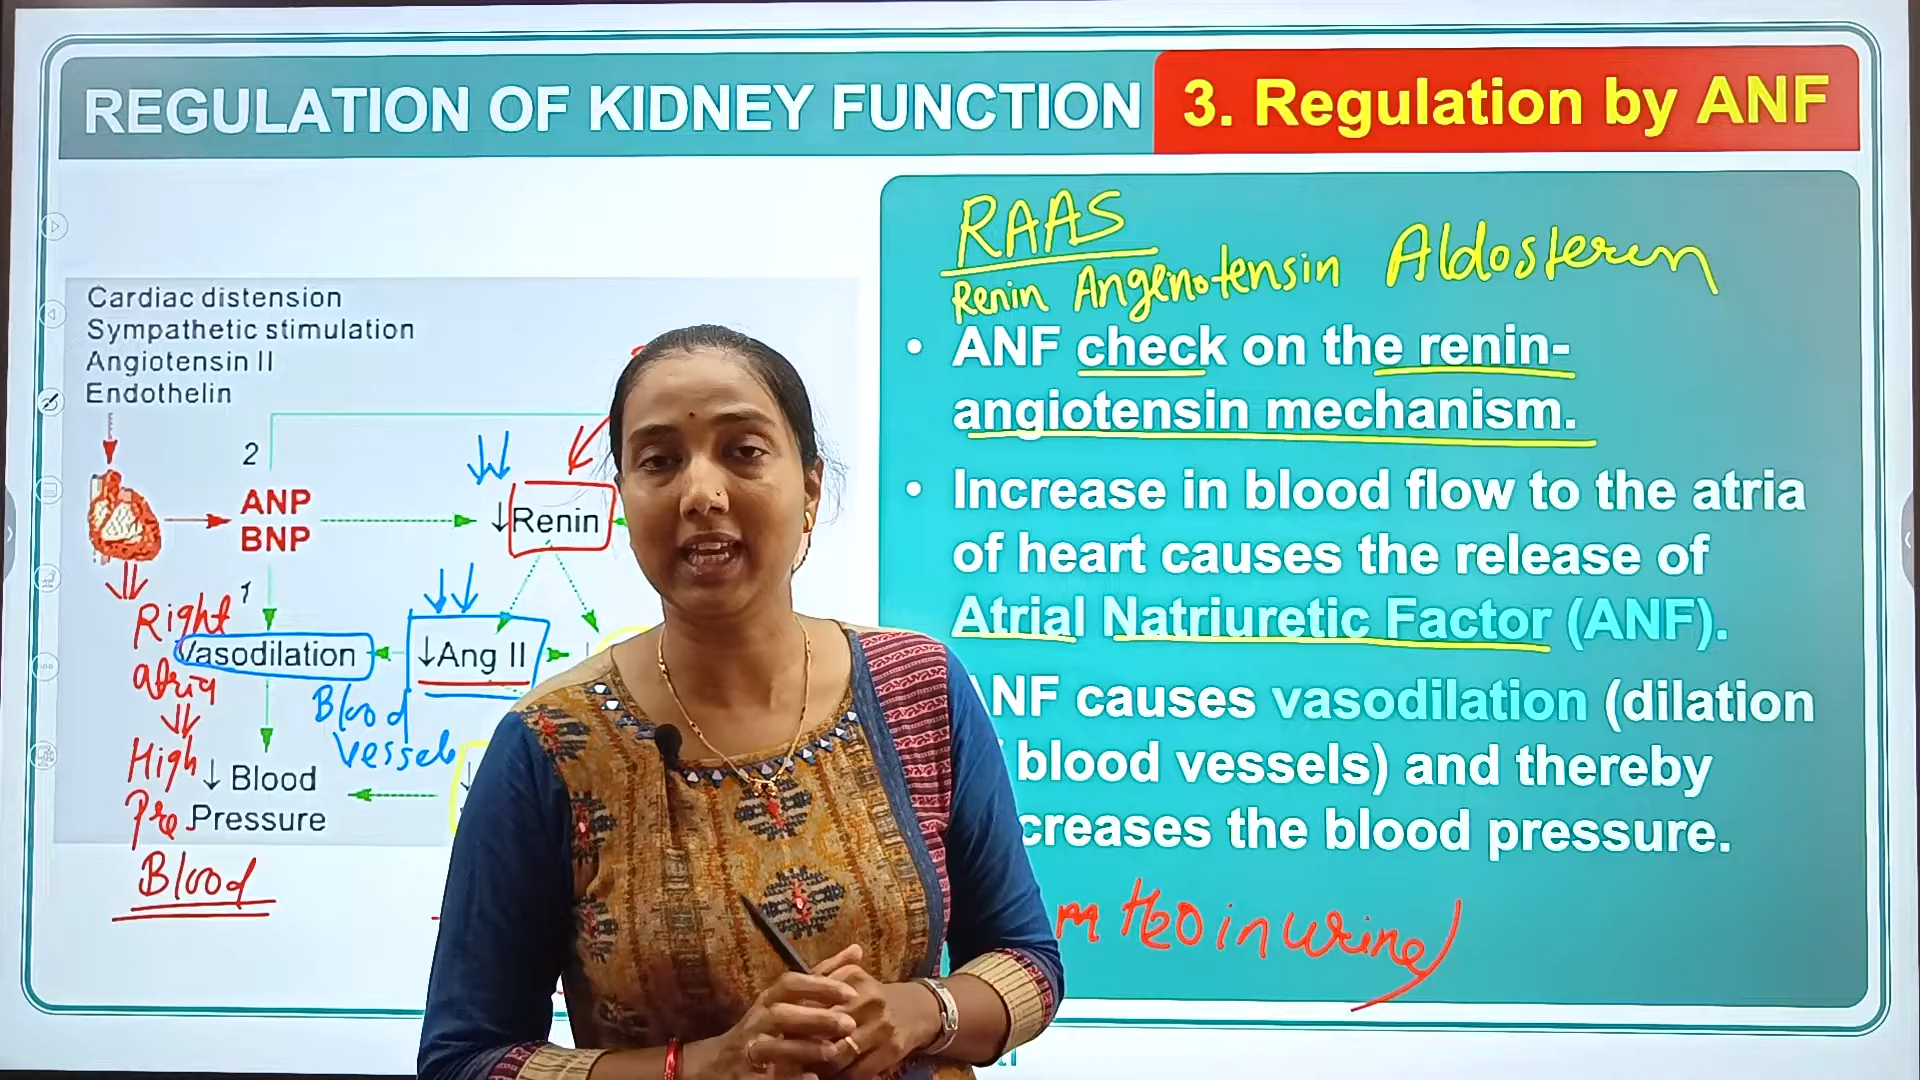 REGULATION OF KIDNEY FUNCTION
3. Regulation by ANF
Cardiac distension
Sympathetic stimulation
Angiotensin II
Endothelin
2
ANP
BNP
↓Renin
1
Right
Vasodilation
↓Ang II
atria
Blood
vessels
High
↓ Blood
Pre.
Pressure
Blood
RAAS
Renin Angenotensin Aldosteren
• ANF check on the renin-
angiotensin mechanism.
• Increase in blood flow to the atria
of heart causes the release of
Atrial Natriuretic Factor (ANF).
NF causes vasodilation (dilation
blood vessels) and thereby
creases the blood pressure.
H2O in urine)